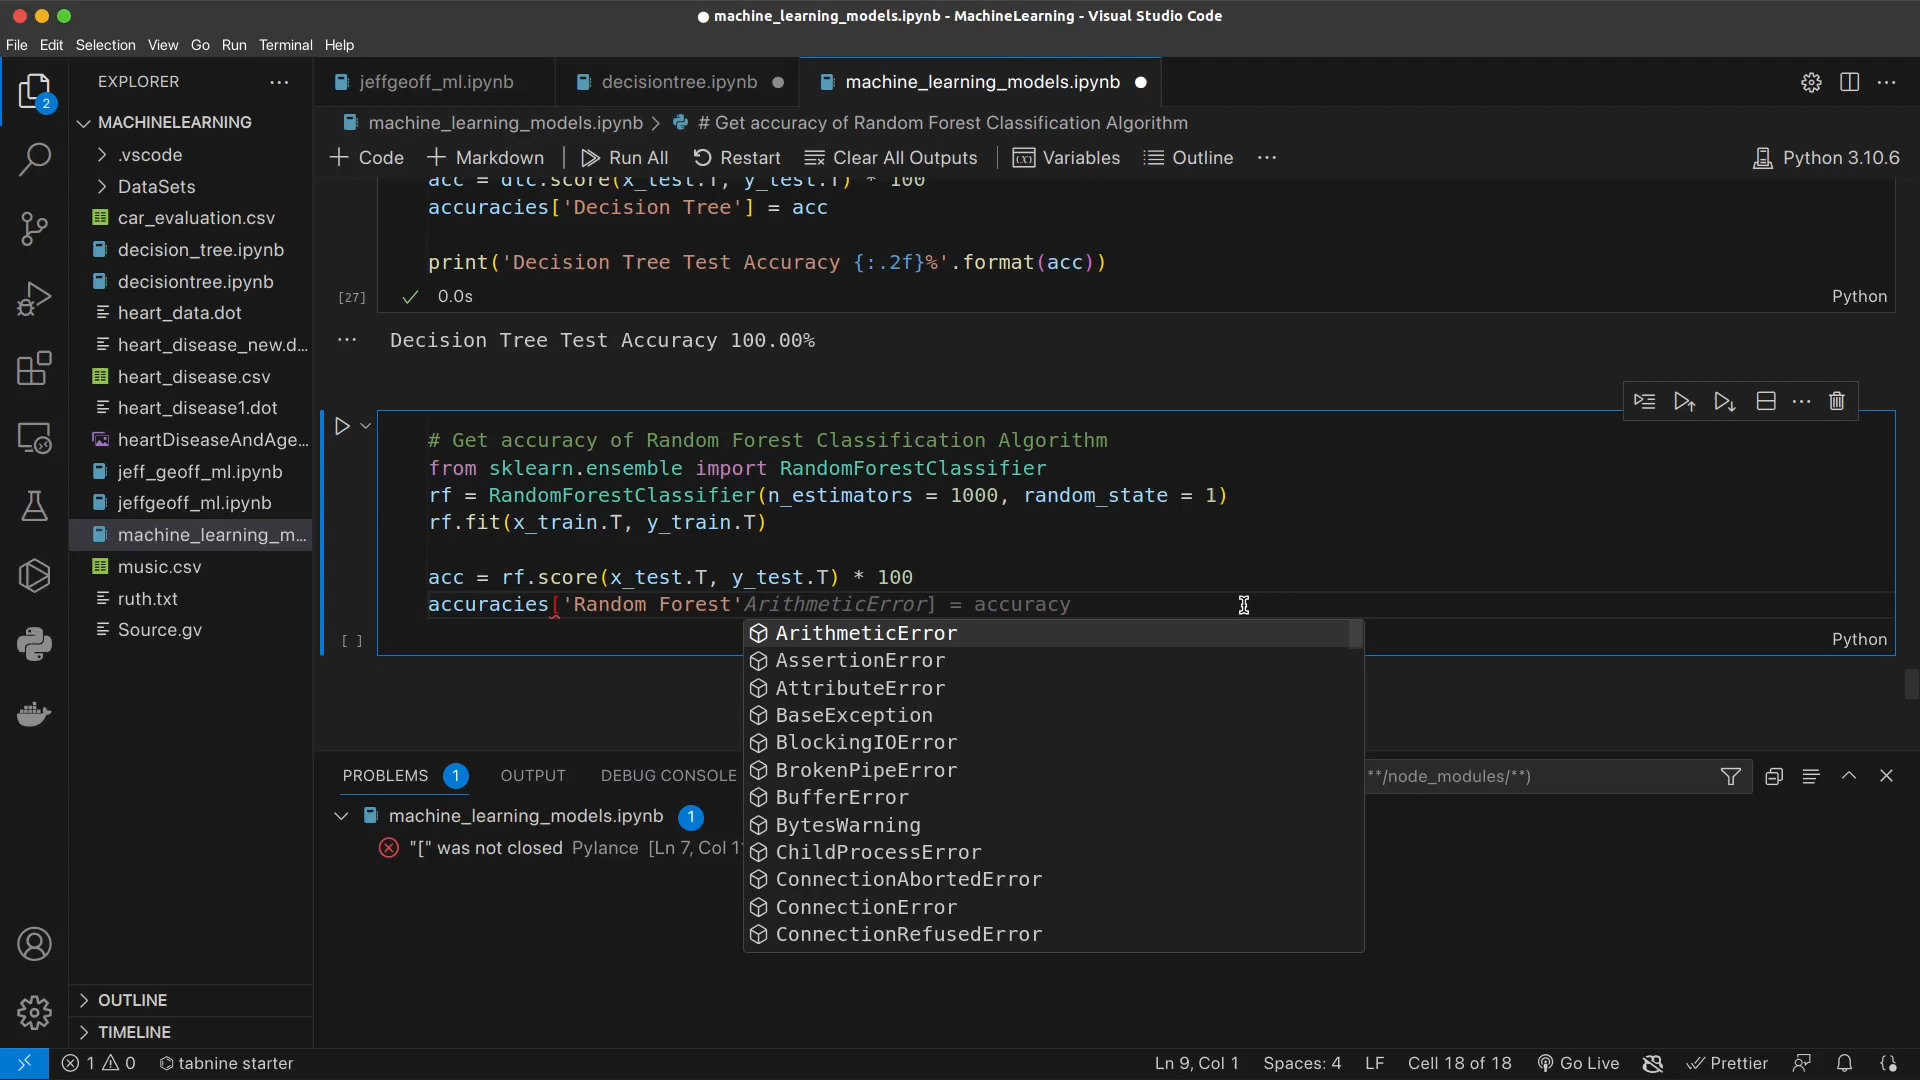 machine_learning_models.ipynb - MachineLearning - Visual Studio Code
File Edit Selection View Go Run Terminal Help
EXPLORER
2
MACHINELEARNING
.vscode
DataSets
car_evaluation.csv
decision_tree.ipynb
decisiontree.ipynb
heart_data.dot
heart_disease_new.d...
heart_disease.csv
heart_disease1.dot
heartDiseaseAndAge...
jeff_geoff_ml.ipynb
jeffgeoff_ml.ipynb
machine_learning_m...
music.csv
ruth.txt
Source.gv
OUTLINE
TIMELINE
jeffgeoff_ml.ipynb decisiontree.ipynb machine_learning_models.ipynb
machine_learning_models.ipynb > # Get accuracy of Random Forest Classification Algorithm
+ Code + Markdown | Run All Restart Clear All Outputs | Variables Outline ... Python 3.10.6
acc = dtc.score(x_test.T, y_test.T) * 100
accuracies['Decision Tree'] = acc
print('Decision Tree Test Accuracy {:.2f}%'.format(acc))
[27] 0.0s Python
Decision Tree Test Accuracy 100.00%
# Get accuracy of Random Forest Classification Algorithm
from sklearn.ensemble import RandomForestClassifier
rf = RandomForestClassifier(n_estimators = 1000, random_state = 1)
rf.fit(x_train.T, y_train.T)
acc = rf.score(x_test.T, y_test.T) * 100
accuracies['Random Forest'ArithmeticError] = accuracy
[ ] Python
ArithmeticError
AssertionError
AttributeError
BaseException
BlockingIOError
BrokenPipeError
BufferError
BytesWarning
ChildProcessError
ConnectionAbortedError
ConnectionError
ConnectionRefusedError
PROBLEMS 1 OUTPUT DEBUG CONSOLE **/node_modules/**)
machine_learning_models.ipynb 1
"[" was not closed Pylance [Ln 7, Col 1
1 0 tabnine starter Ln 9, Col 1 Spaces: 4 LF Cell 18 of 18 Go Live Prettier